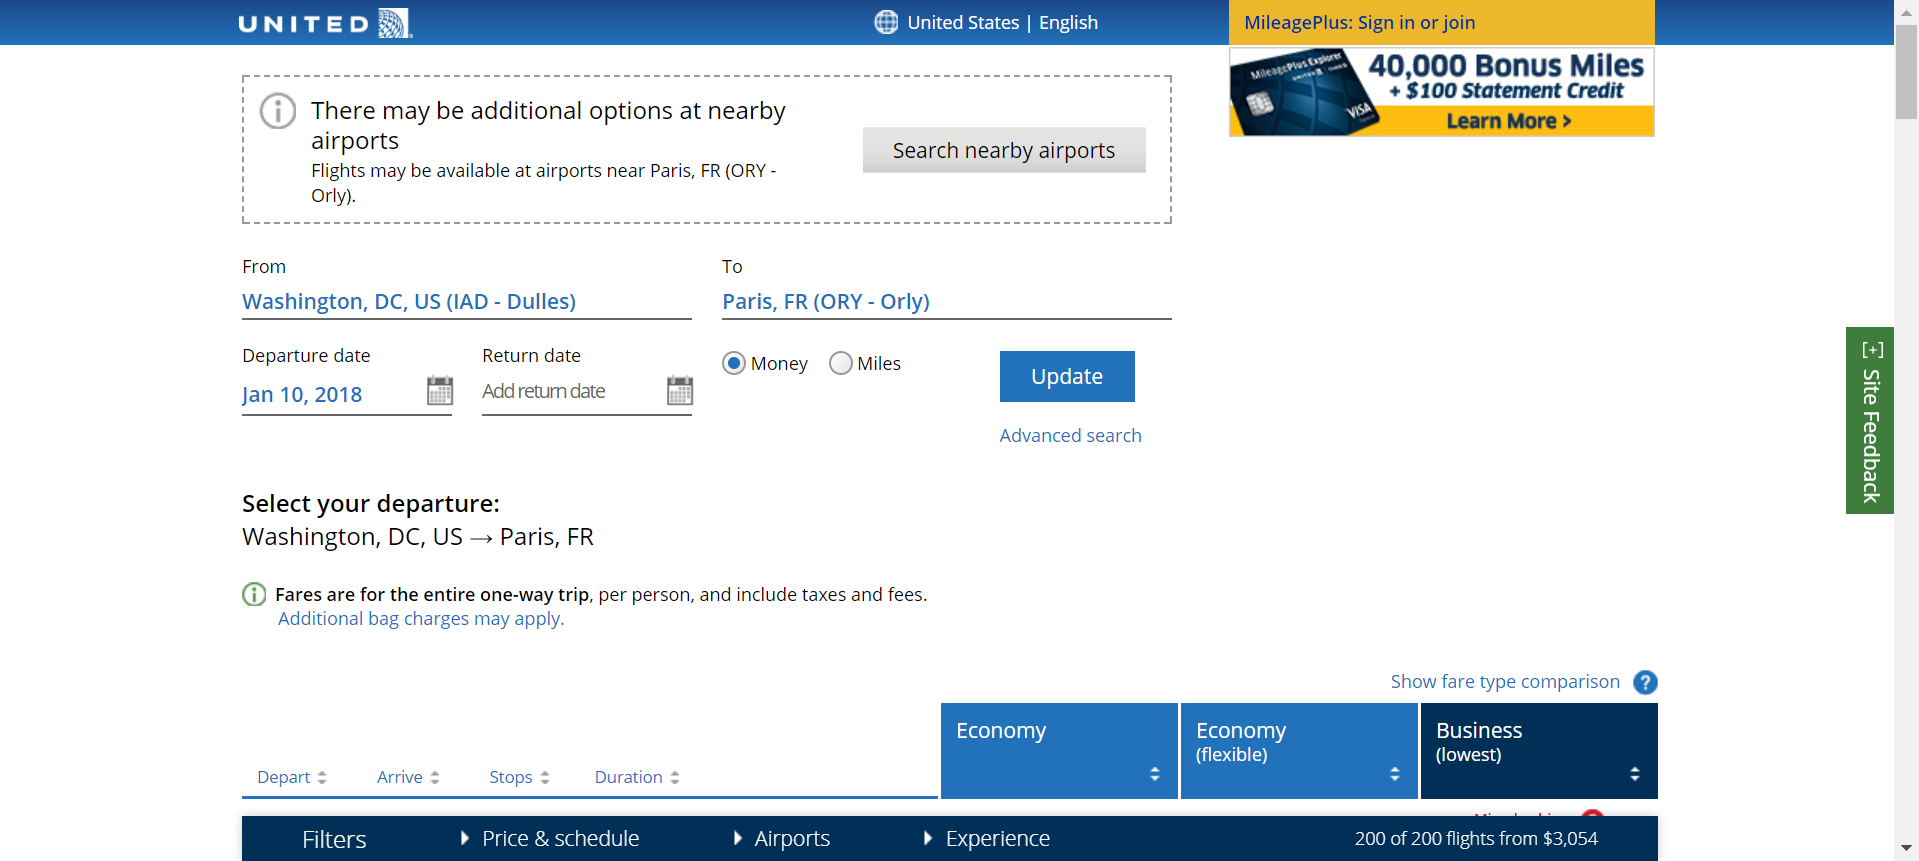 UNITED
United States | English
MileagePlus: Sign in or join
MileagePlus Explorer
UNITED
VISA
40,000 Bonus Miles
+ $100 Statement Credit
Learn More >
There may be additional options at nearby
airports
Flights may be available at airports near Paris, FR (ORY -
Orly).
Search nearby airports
From
Washington, DC, US (IAD - Dulles)
To
Paris, FR (ORY - Orly)
Departure date
Jan 10, 2018
Return date
Add return date
Money
Miles
Update
Advanced search
[+] Site Feedback
Select your departure:
Washington, DC, US → Paris, FR
Fares are for the entire one-way trip, per person, and include taxes and fees.
Additional bag charges may apply.
Show fare type comparison ?
Depart
Arrive
Stops
Duration
Economy
Economy
(flexible)
Business
(lowest)
Filters
Price & schedule
Airports
Experience
200 of 200 flights from $3,054